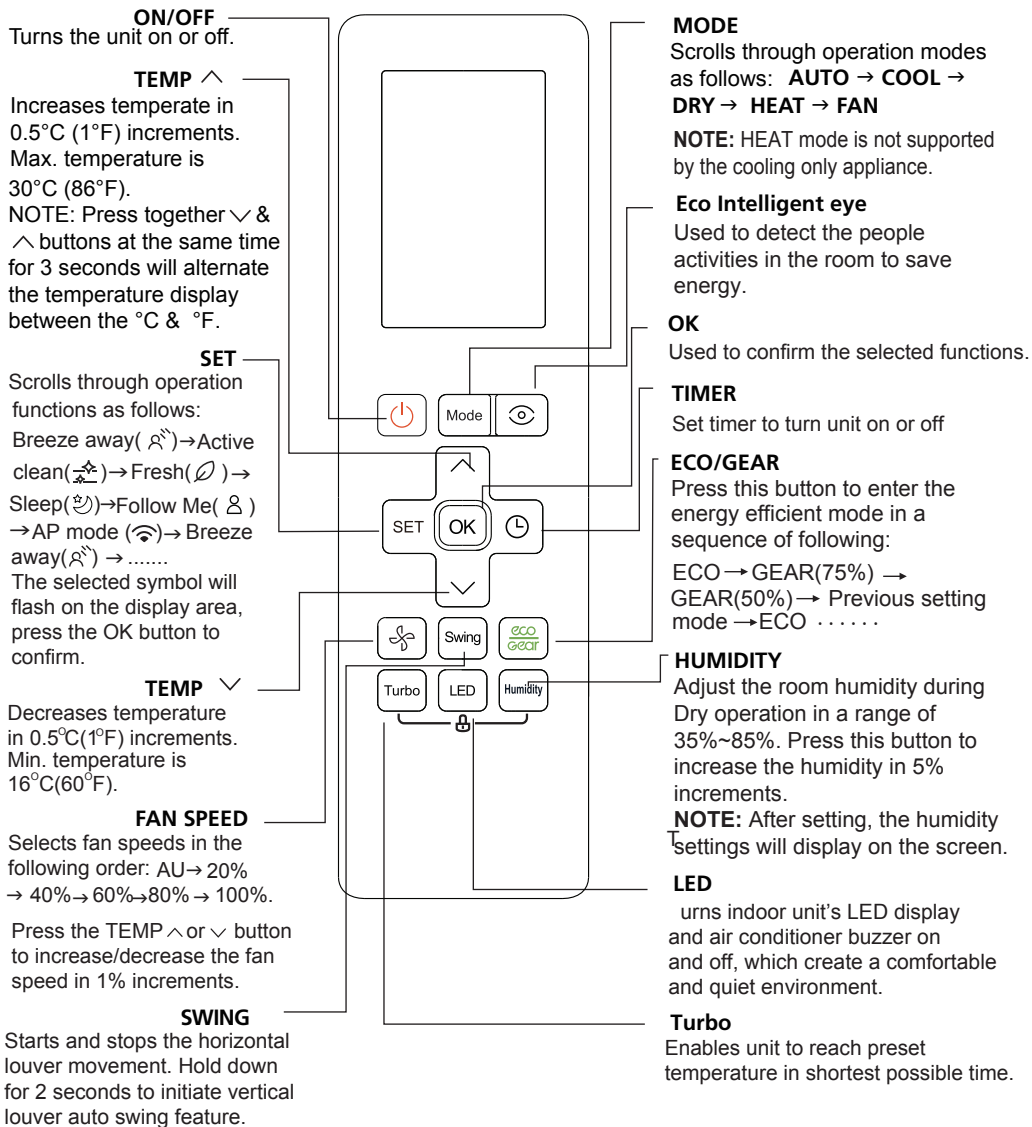 ON/OFF
Turns the unit on or off.
TEMP ︿
Increases temperate in
0.5°C (1°F) increments.
Max. temperature is
30°C (86°F).
NOTE: Press together ﹀ &
︿ buttons at the same time
for 3 seconds will alternate
the temperature display
between the °C & °F.
SET
Scrolls through operation
functions as follows:
Breeze away( )→Active
clean( )→ Fresh( ) →
Sleep( )→Follow Me( )
→AP mode ( )→ Breeze
away( ) → .......
The selected symbol will
flash on the display area,
press the OK button to
confirm.
TEMP ﹀
Decreases temperature
in 0.5°C(1°F) increments.
Min. temperature is
16°C(60°F).
FAN SPEED
Selects fan speeds in the
following order: AU→ 20%
→ 40%→ 60%→80% → 100%.
Press the TEMP ︿ or ﹀ button
to increase/decrease the fan
speed in 1% increments.
SWING
Starts and stops the horizontal
louver movement. Hold down
for 2 seconds to initiate vertical
louver auto swing feature.
Mode
SET
OK
Swing
eco
Gear
Turbo
LED
Humidity
MODE
Scrolls through operation modes
as follows: AUTO → COOL →
DRY → HEAT → FAN
NOTE: HEAT mode is not supported
by the cooling only appliance.
Eco Intelligent eye
Used to detect the people
activities in the room to save
energy.
OK
Used to confirm the selected functions.
TIMER
Set timer to turn unit on or off
ECO/GEAR
Press this button to enter the
energy efficient mode in a
sequence of following:
ECO → GEAR(75%) →
GEAR(50%)→ Previous setting
mode →ECO ······
HUMIDITY
Adjust the room humidity during
Dry operation in a range of
35%~85%. Press this button to
increase the humidity in 5%
increments.
NOTE: After setting, the humidity
settings will display on the screen.
LED
T
urns indoor unit's LED display
and air conditioner buzzer on
and off, which create a comfortable
and quiet environment.
Turbo
Enables unit to reach preset
temperature in shortest possible time.